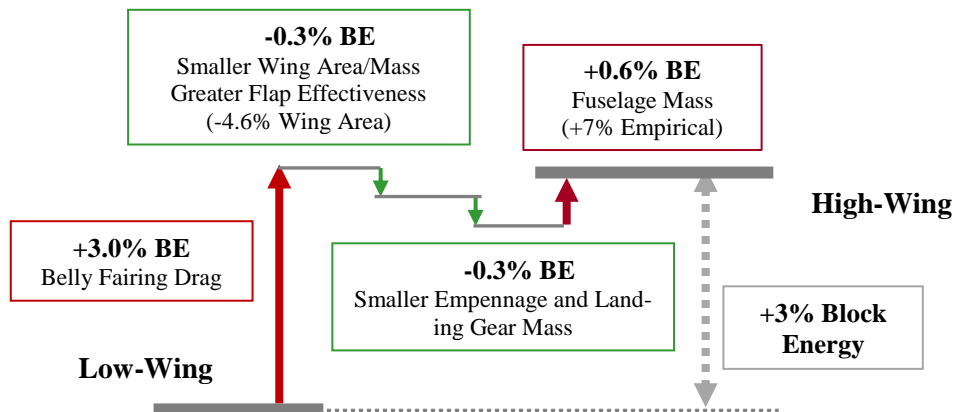 -0.3% BE
Smaller Wing Area/Mass
Greater Flap Effectiveness
(-4.6% Wing Area)
+0.6% BE
Fuselage Mass
(+7% Empirical)
High-Wing
+3.0% BE
Belly Fairing Drag
-0.3% BE
Smaller Empennage and Land-
ing Gear Mass
+3% Block
Energy
Low-Wing